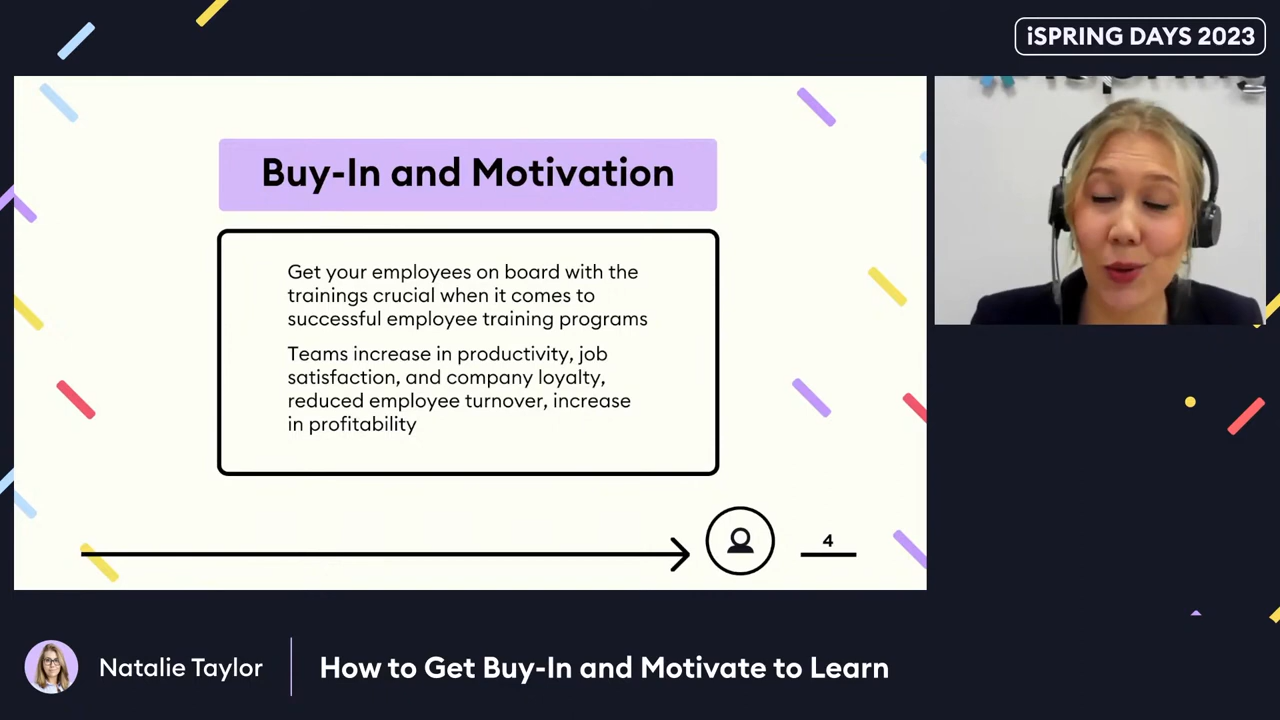 iSPRING DAYS 2023
Buy-In and Motivation
Get your employees on board with the
trainings crucial when it comes to
successful employee training programs
Teams increase in productivity, job
satisfaction, and company loyalty,
reduced employee turnover, increase
in profitability
4
Natalie Taylor
How to Get Buy-In and Motivate to Learn